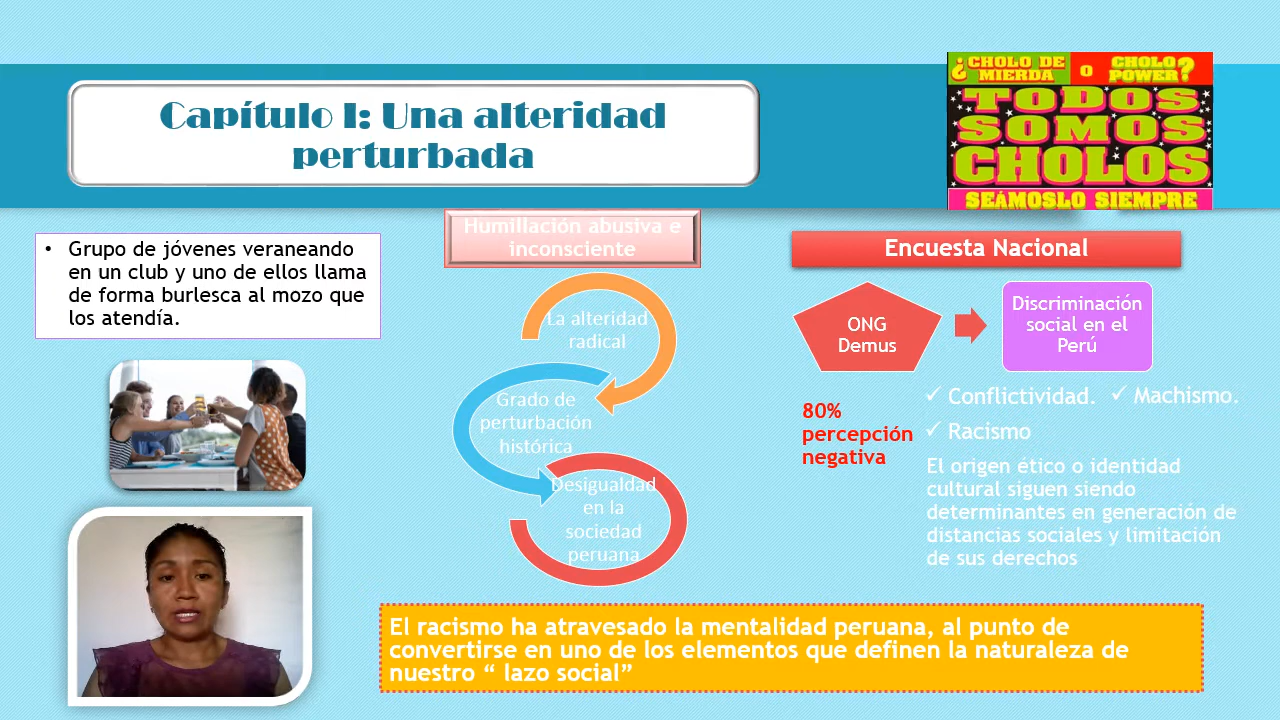 Capítulo I: Una alteridad
perturbada
¿CHOLO DE
MIERDA
O
CHOLO
POWER?
TODOS
SOMOS
CHOLOS
SEÁMOSLO SIEMPRE
• Grupo de jóvenes veraneando
en un club y uno de ellos llama
de forma burlesca al mozo que
los atendía.
Humillación abusiva e
inconsciente
La alteridad
radical
Grado de
perturbación
histórica
Desigualdad
en la
sociedad
peruana
Encuesta Nacional
ONG
Demus
Discriminación
social en el
Perú
80%
percepción
negativa
✓ Conflictividad.
✓ Machismo.
✓ Racismo
El origen ético o identidad
cultural siguen siendo
determinantes en generación de
distancias sociales y limitación
de sus derechos
El racismo ha atravesado la mentalidad peruana, al punto de
convertirse en uno de los elementos que definen la naturaleza de
nuestro “ lazo social”